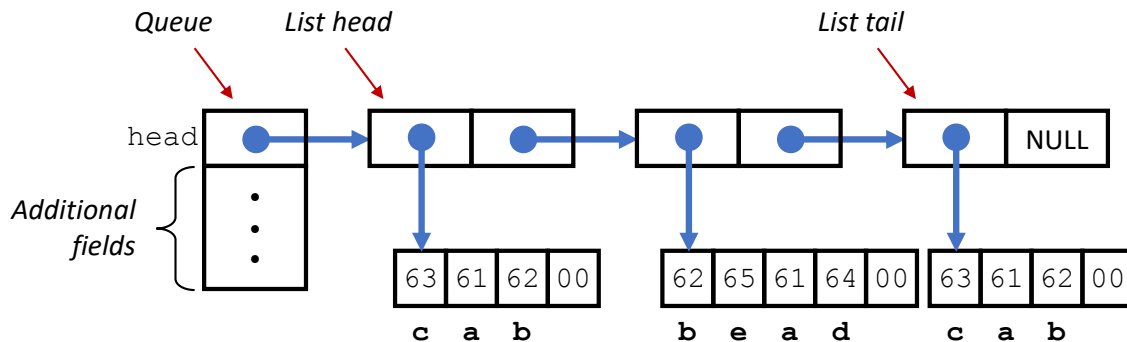 Queue
List head
List tail
head
NULL
Additional
fields
63 61 62 00
62 65 61 64 00
63 61 62 00
c a b
b e a d
c a b